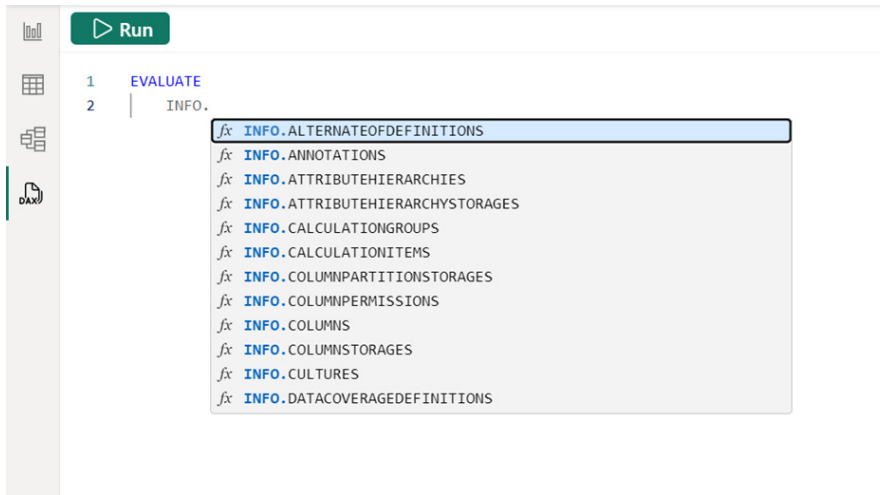 Run
1 EVALUATE
2 INFO.
fx INFO.ALTERNATEOFDEFINITIONS
fx INFO.ANNOTATIONS
fx INFO.ATTRIBUTEHIERARCHIES
fx INFO.ATTRIBUTEHIERARCHYSTORAGES
fx INFO.CALCULATIONGROUPS
fx INFO.CALCULATIONITEMS
fx INFO.COLUMNPARTITIONSTORAGES
fx INFO.COLUMNPERMISSIONS
fx INFO.COLUMNS
fx INFO.COLUMNSTORAGES
fx INFO.CULTURES
fx INFO.DATACOVERAGEDEFINITIONS
DAX